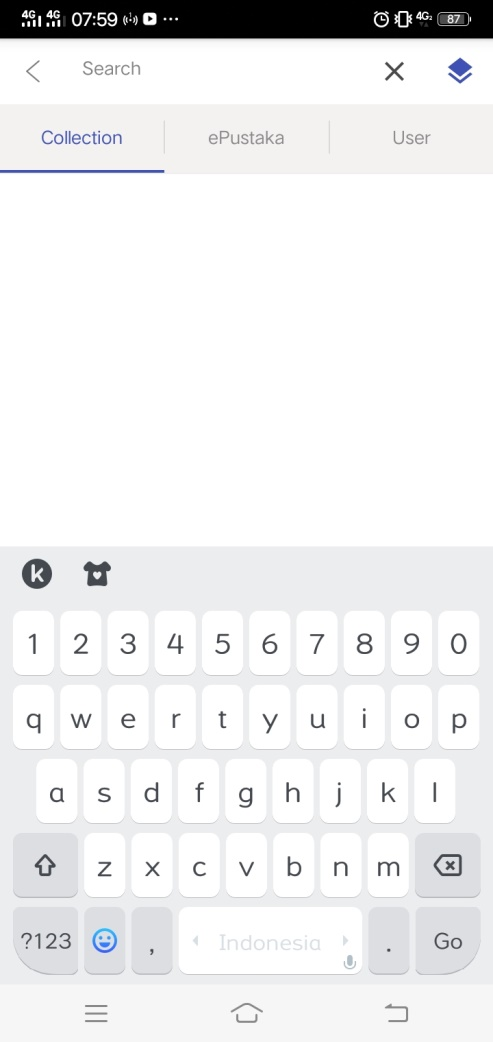 4G 4G 07:59 4G2 87
Search
Collection ePustaka User
k
1 2 3 4 5 6 7 8 9 0
q w e r t y u i o p
a s d f g h j k l
z x c v b n m
?123 , Indonesia . Go